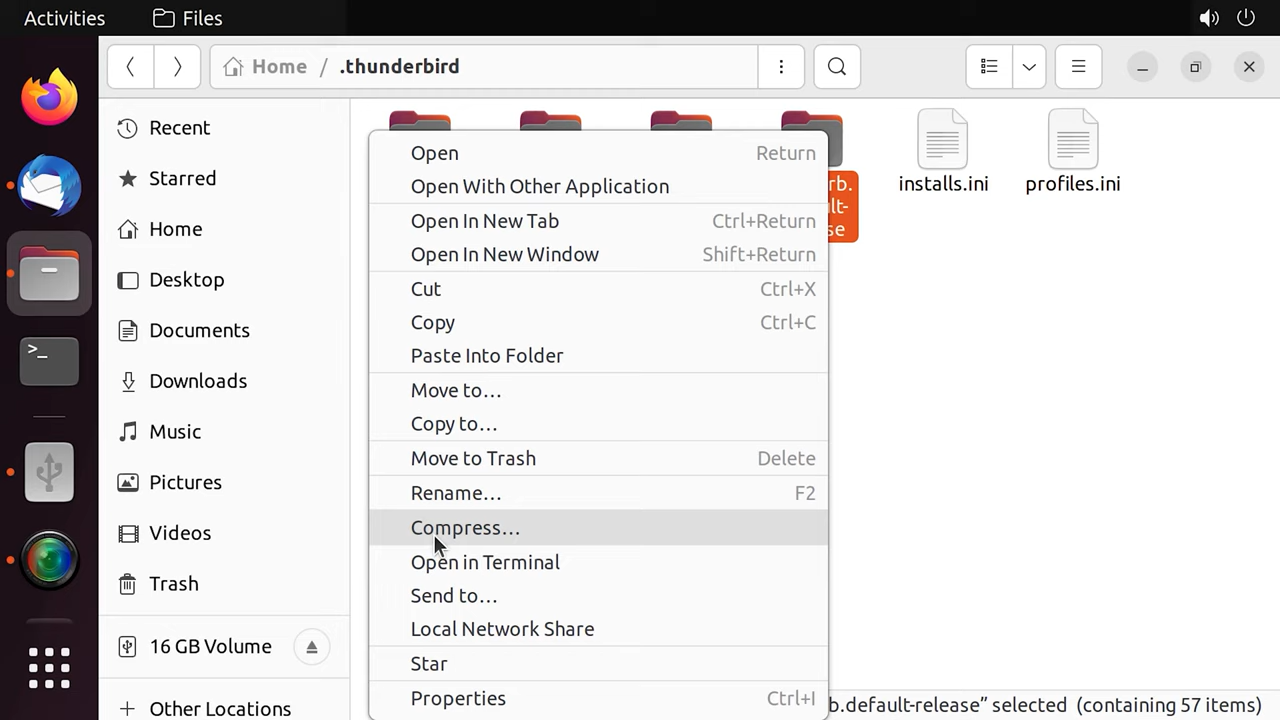 Activities
Files
Home / .thunderbird
Recent
Starred
Home
Desktop
Documents
Downloads
Music
Pictures
Videos
Trash
16 GB Volume
Other Locations
Open Return
Open With Other Application
Open In New Tab Ctrl+Return
Open In New Window Shift+Return
Cut Ctrl+X
Copy Ctrl+C
Paste Into Folder
Move to…
Copy to…
Move to Trash Delete
Rename… F2
Compress…
Open in Terminal
Send to…
Local Network Share
Star
Properties Ctrl+I
rb.
lt-
se
installs.ini
profiles.ini
b.default-release” selected (containing 57 items)
>_